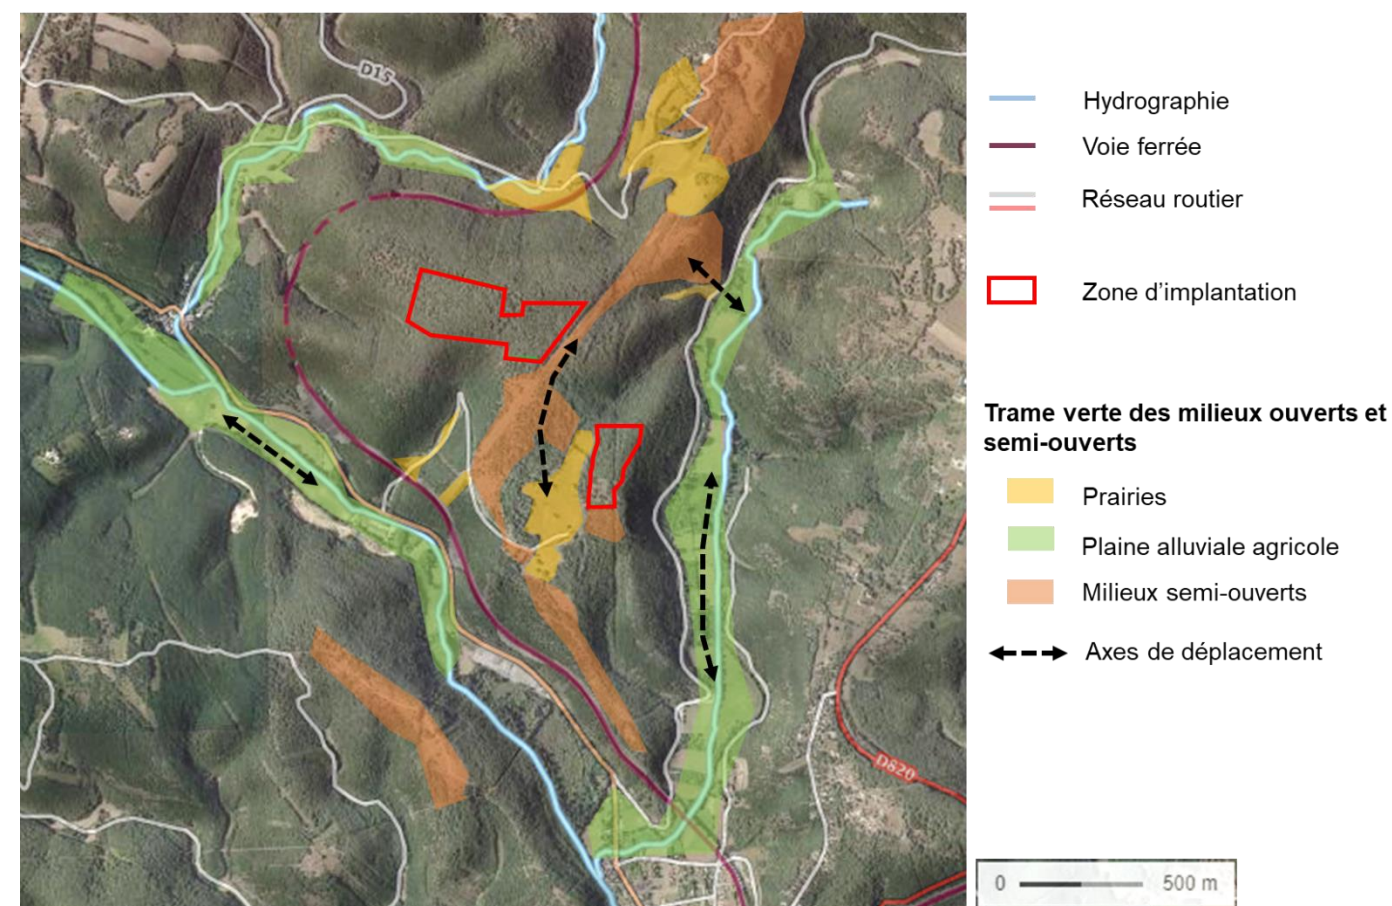 D15
D820
Hydrographie
Voie ferrée
Réseau routier
Zone d’implantation
Trame verte des milieux ouverts et
semi-ouverts
Prairies
Plaine alluviale agricole
Milieux semi-ouverts
Axes de déplacement
0 500 m